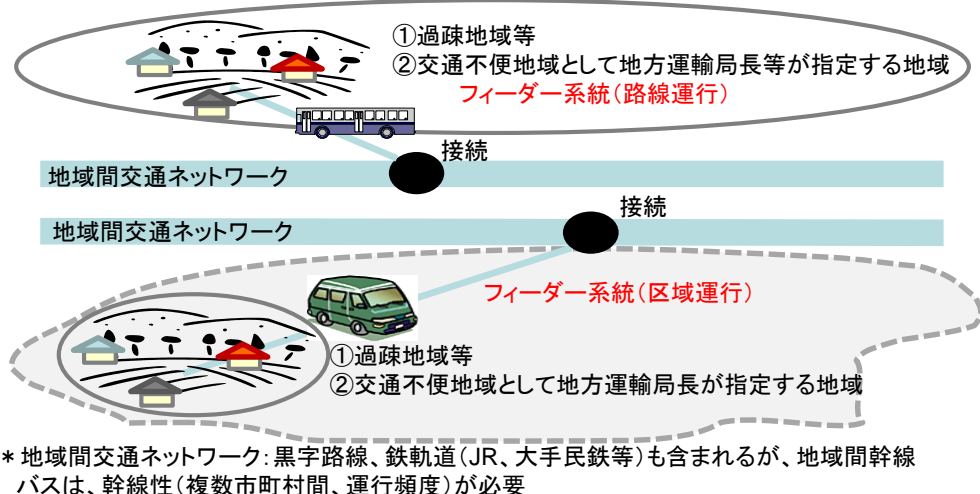 ①過疎地域等
②交通不便地域として地方運輸局長等が指定する地域
フィーダー系統(路線運行)
接続
地域間交通ネットワーク
接続
地域間交通ネットワーク
フィーダー系統(区域運行)
①過疎地域等
②交通不便地域として地方運輸局長が指定する地域
*地域間交通ネットワーク:黒字路線、鉄軌道(JR、大手民鉄等)も含まれるが、地域間幹線
バスは、幹線性(複数市町村間、運行頻度)が必要